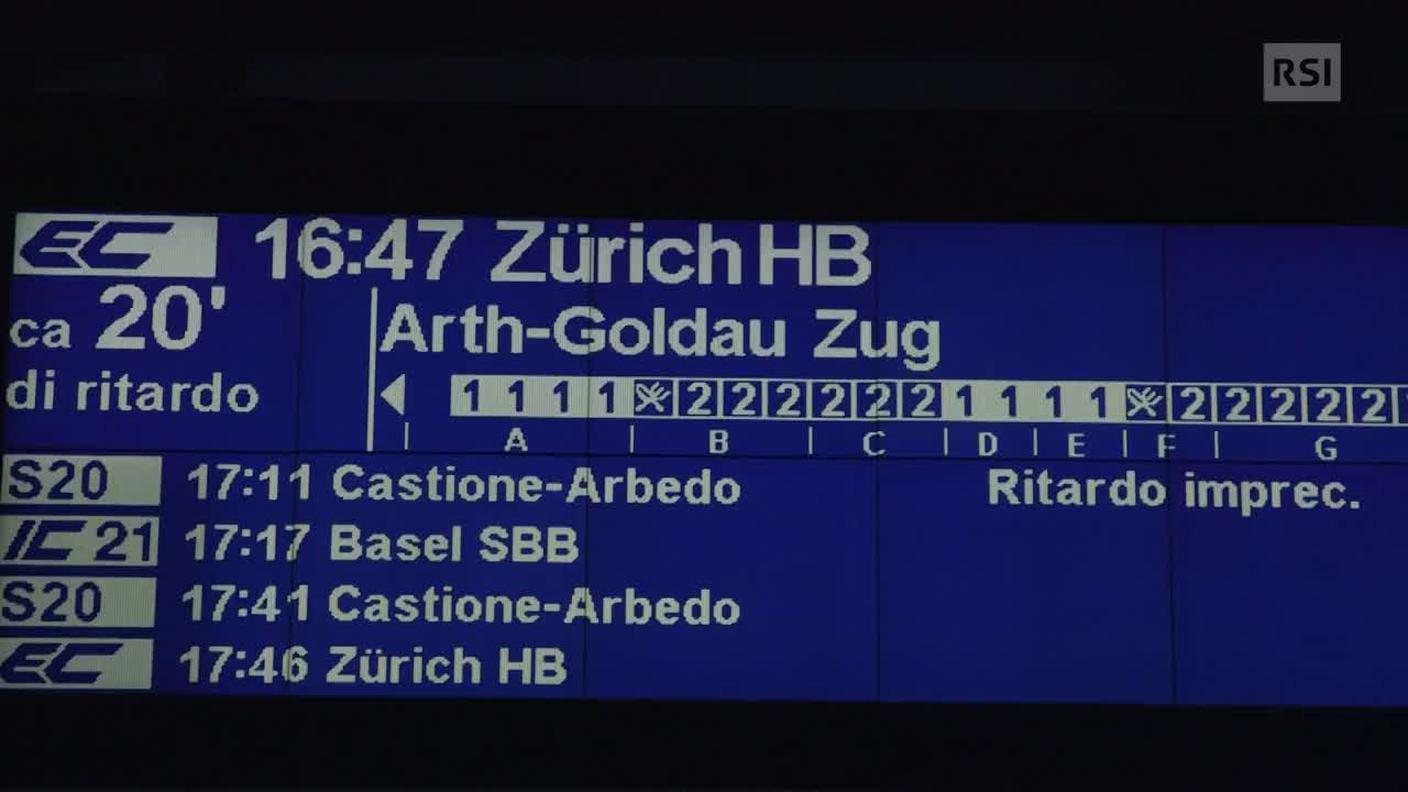 RSI
EC 16:47 Zürich HB
ca 20'
di ritardo
Arth-Goldau Zug
1 1 1 1 2 2 2 2 2 2 1 1 1 1 2 2 2 2 2
A B C D E F G
S20 17:11 Castione-Arbedo Ritardo imprec.
IC 21 17:17 Basel SBB
S20 17:41 Castione-Arbedo
EC 17:46 Zürich HB